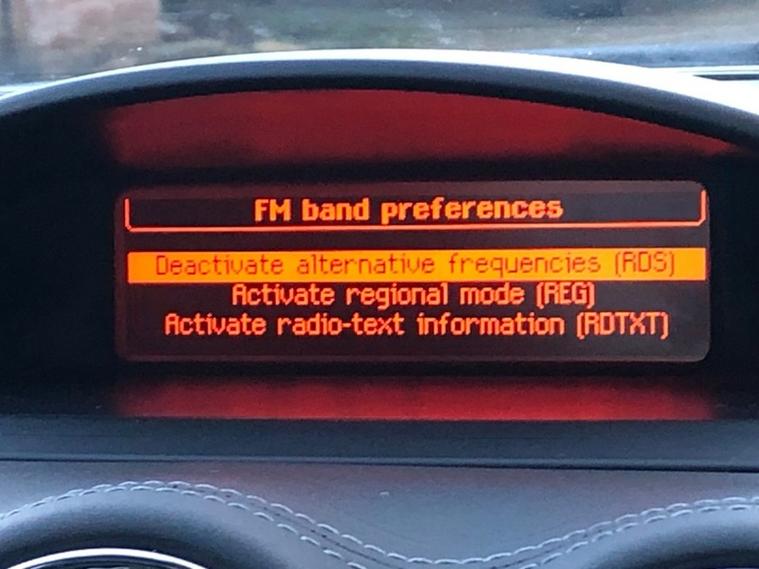 FM band preferences
Deactivate alternative frequencies (RDS)
Activate regional mode (REG)
Activate radio-text information (RDTXT)